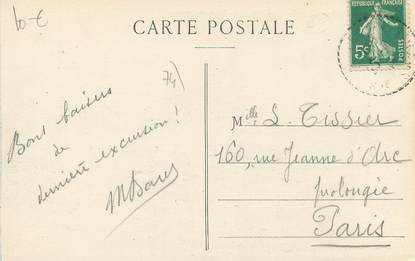 10-€
CARTE POSTALE
RÉPUBLIQUE FRANÇAISE
5c
POSTES
74)
Bons baisers
de
dernière excursion!
Mlle L. Tissier
160, rue Jeanne d'Arc
prolongée
Paris